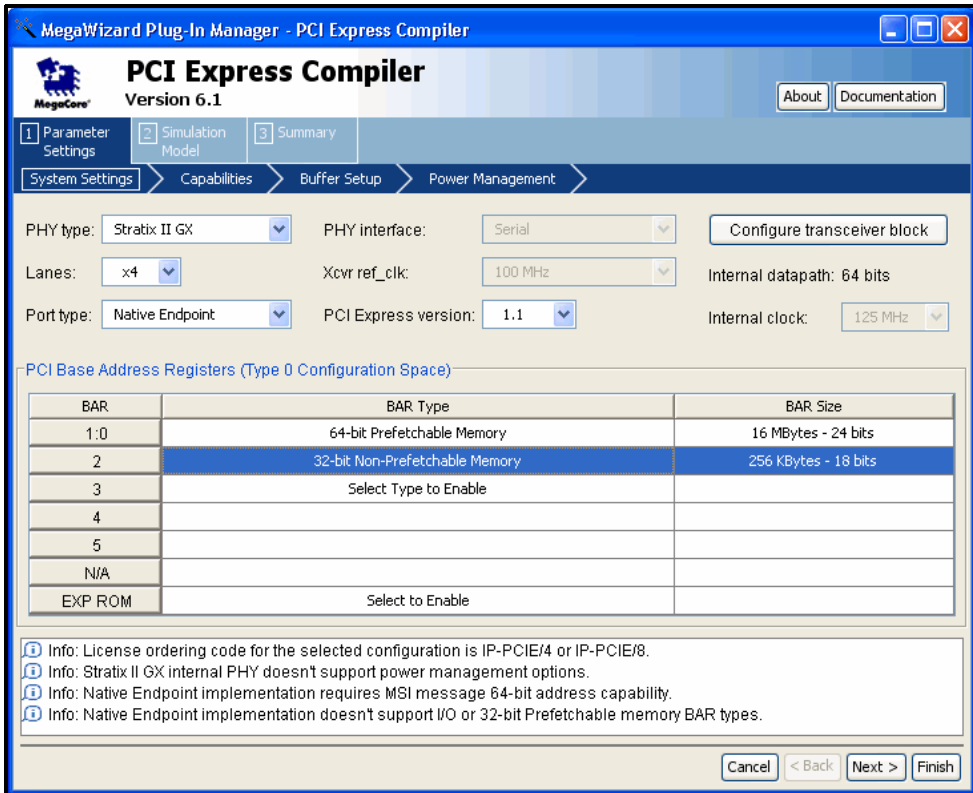 MegaWizard Plug-In Manager - PCI Express Compiler
MegaCore®
PCI Express Compiler
Version 6.1
About Documentation
1 Parameter Settings
2 Simulation Model
3 Summary
System Settings Capabilities Buffer Setup Power Management
PHY type: Stratix II GX PHY interface: Serial Configure transceiver block
Lanes: x4 Xcvr ref_clk: 100 MHz Internal datapath: 64 bits
Port type: Native Endpoint PCI Express version: 1.1 Internal clock: 125 MHz
PCI Base Address Registers (Type 0 Configuration Space)
BAR BAR Type BAR Size
1:0 64-bit Prefetchable Memory 16 MBytes - 24 bits
2 32-bit Non-Prefetchable Memory 256 KBytes - 18 bits
3 Select Type to Enable
4
5
N/A
EXP ROM Select to Enable
Info: License ordering code for the selected configuration is IP-PCIE/4 or IP-PCIE/8.
Info: Stratix II GX internal PHY doesn't support power management options.
Info: Native Endpoint implementation requires MSI message 64-bit address capability.
Info: Native Endpoint implementation doesn't support I/O or 32-bit Prefetchable memory BAR types.
Cancel < Back Next > Finish